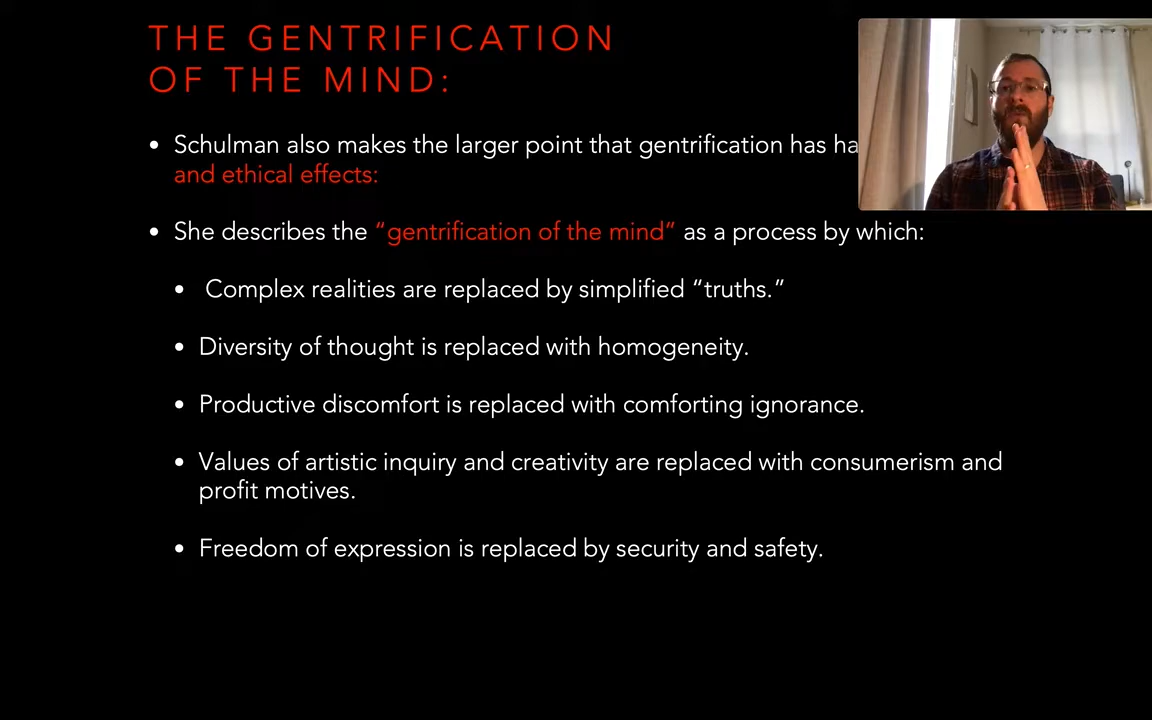 THE GENTRIFICATION
OF THE MIND:
• Schulman also makes the larger point that gentrification has ha
and ethical effects:
• She describes the “gentrification of the mind” as a process by which:
• Complex realities are replaced by simplified “truths.”
• Diversity of thought is replaced with homogeneity.
• Productive discomfort is replaced with comforting ignorance.
• Values of artistic inquiry and creativity are replaced with consumerism and
profit motives.
• Freedom of expression is replaced by security and safety.